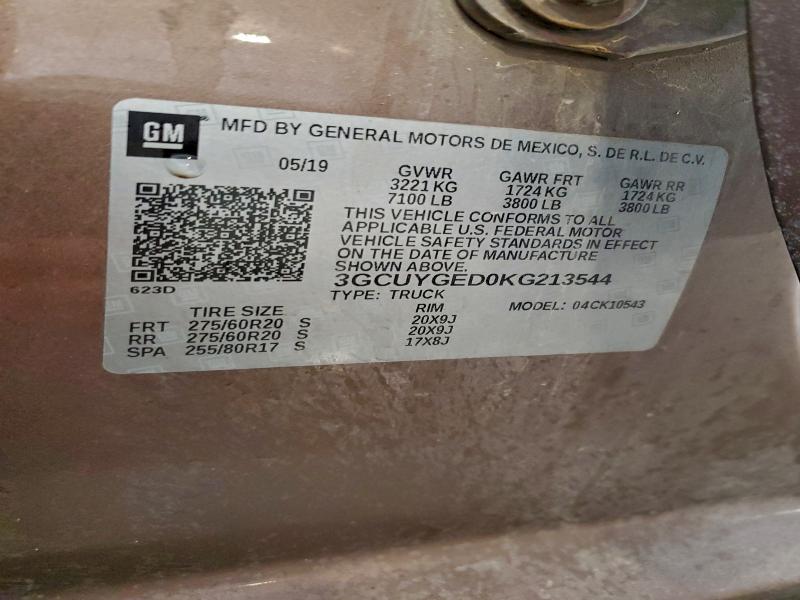 GM MFD BY GENERAL MOTORS DE MEXICO, S. DE R.L. DE C.V.
05/19 GVWR GAWR FRT GAWR RR
3221 KG 1724 KG 1724 KG
7100 LB 3800 LB 3800 LB
THIS VEHICLE CONFORMS TO ALL
APPLICABLE U.S. FEDERAL MOTOR
VEHICLE SAFETY STANDARDS IN EFFECT
ON THE DATE OF MANUFACTURE
SHOWN ABOVE.
623D 3GCUYGED0KG213544
TYPE: TRUCK MODEL: 04CK10543
TIRE SIZE RIM
FRT 275/60R20 S 20X9J
RR 275/60R20 S 20X9J
SPA 255/80R17 S 17X8J